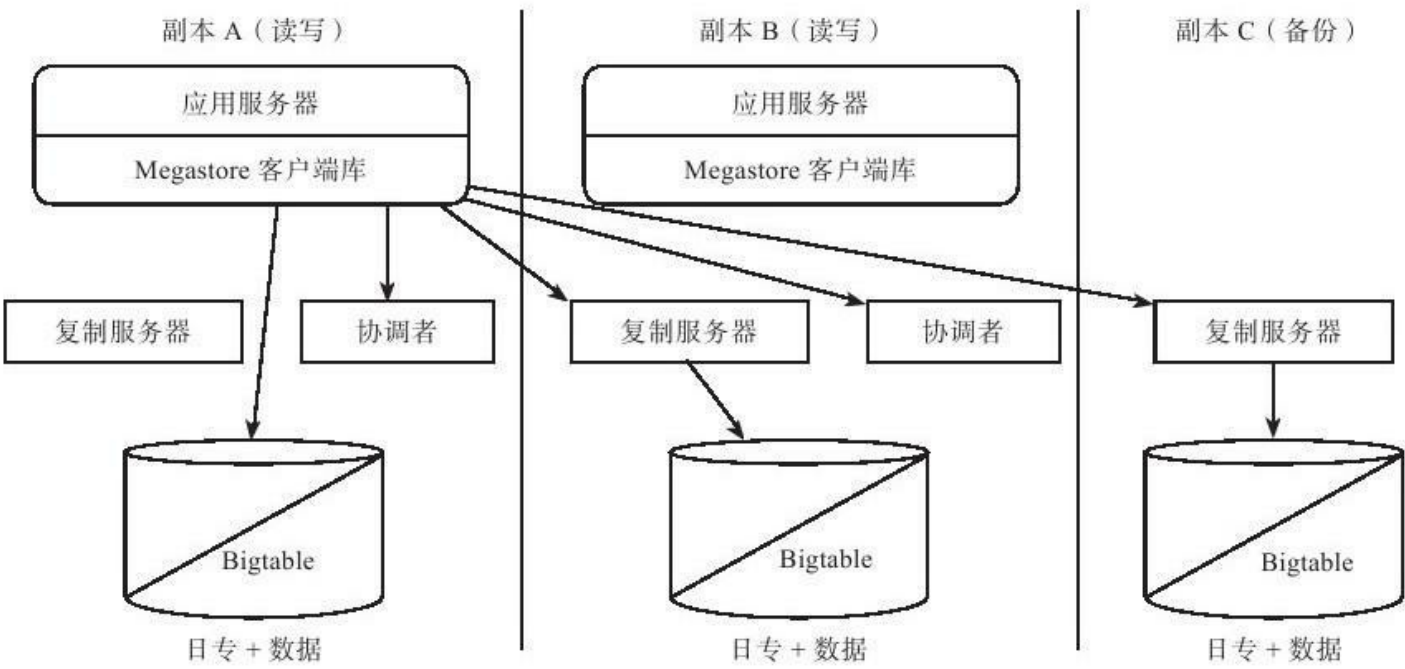 副本 A（读写）
副本 B（读写）
副本 C（备份）
应用服务器
Megastore 客户端库
应用服务器
Megastore 客户端库
复制服务器
协调者
复制服务器
协调者
复制服务器
Bigtable
Bigtable
Bigtable
日专 + 数据
日专 + 数据
日专 + 数据